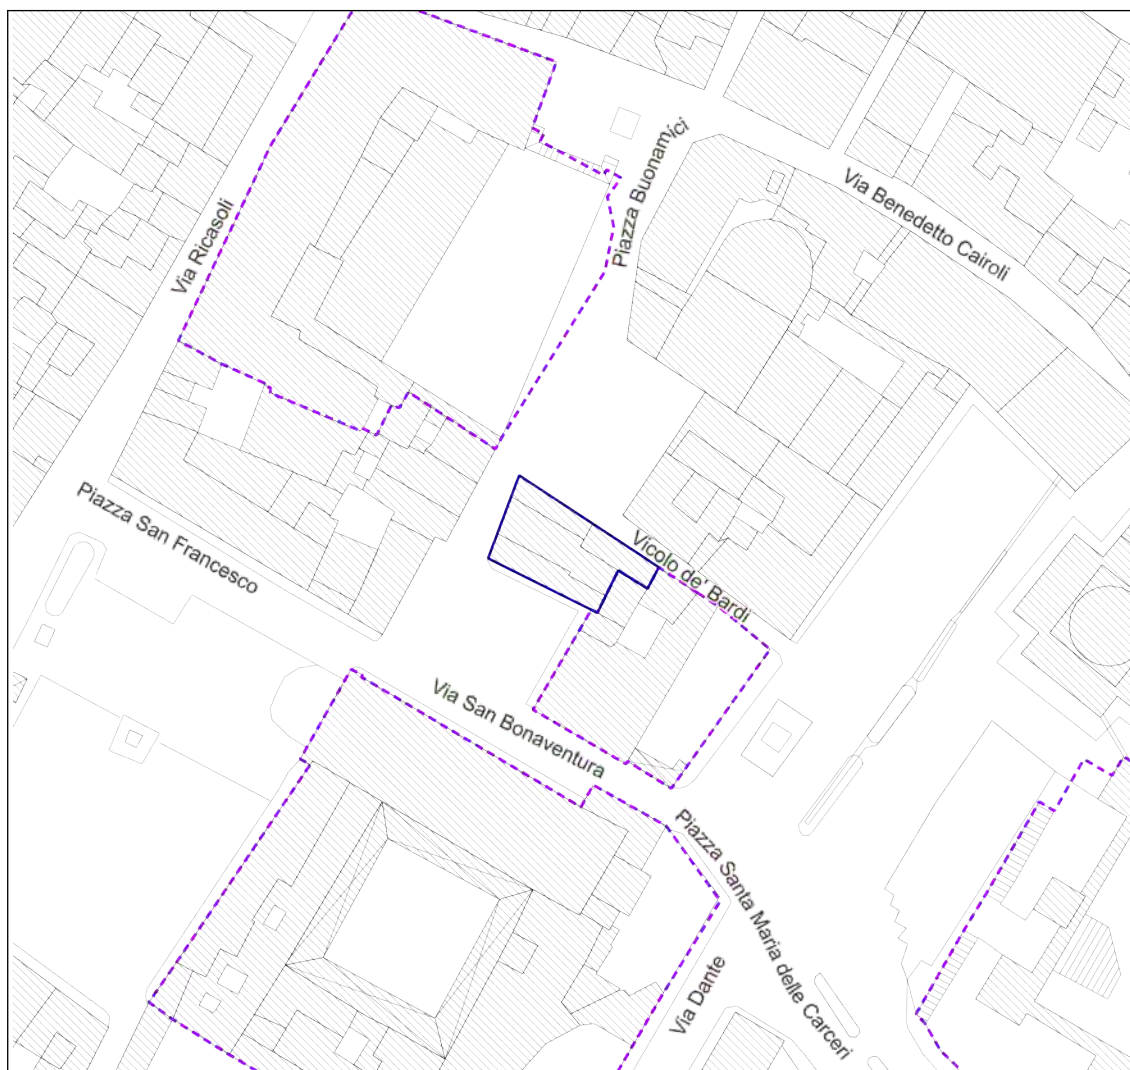 Piazza Buonamici
Via Benedetto Cairoli
Via Ricasoli
Piazza San Francesco
Vicolo de' Bardi
Via San Bonaventura
Piazza Santa Maria delle Carceri
Via Dante